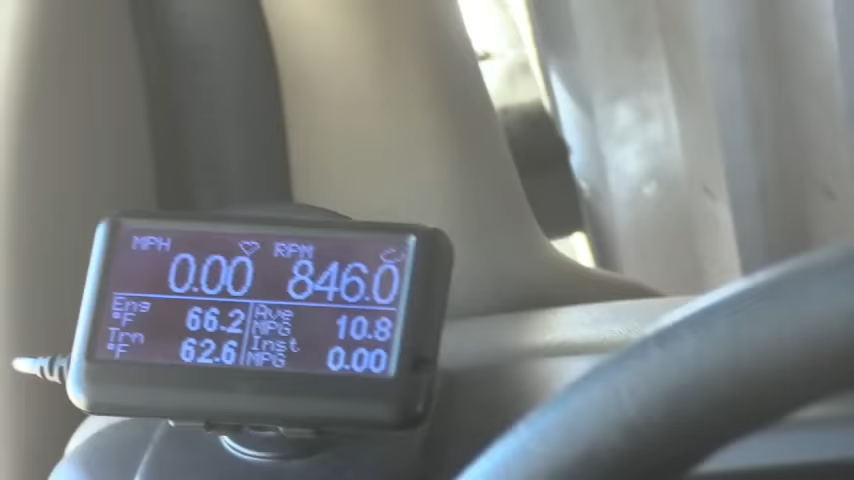 MPH RPM
0.00 846.0
Eng °F 66.2 Ave MPG 10.8
Trn °F 62.6 Inst MPG 0.00